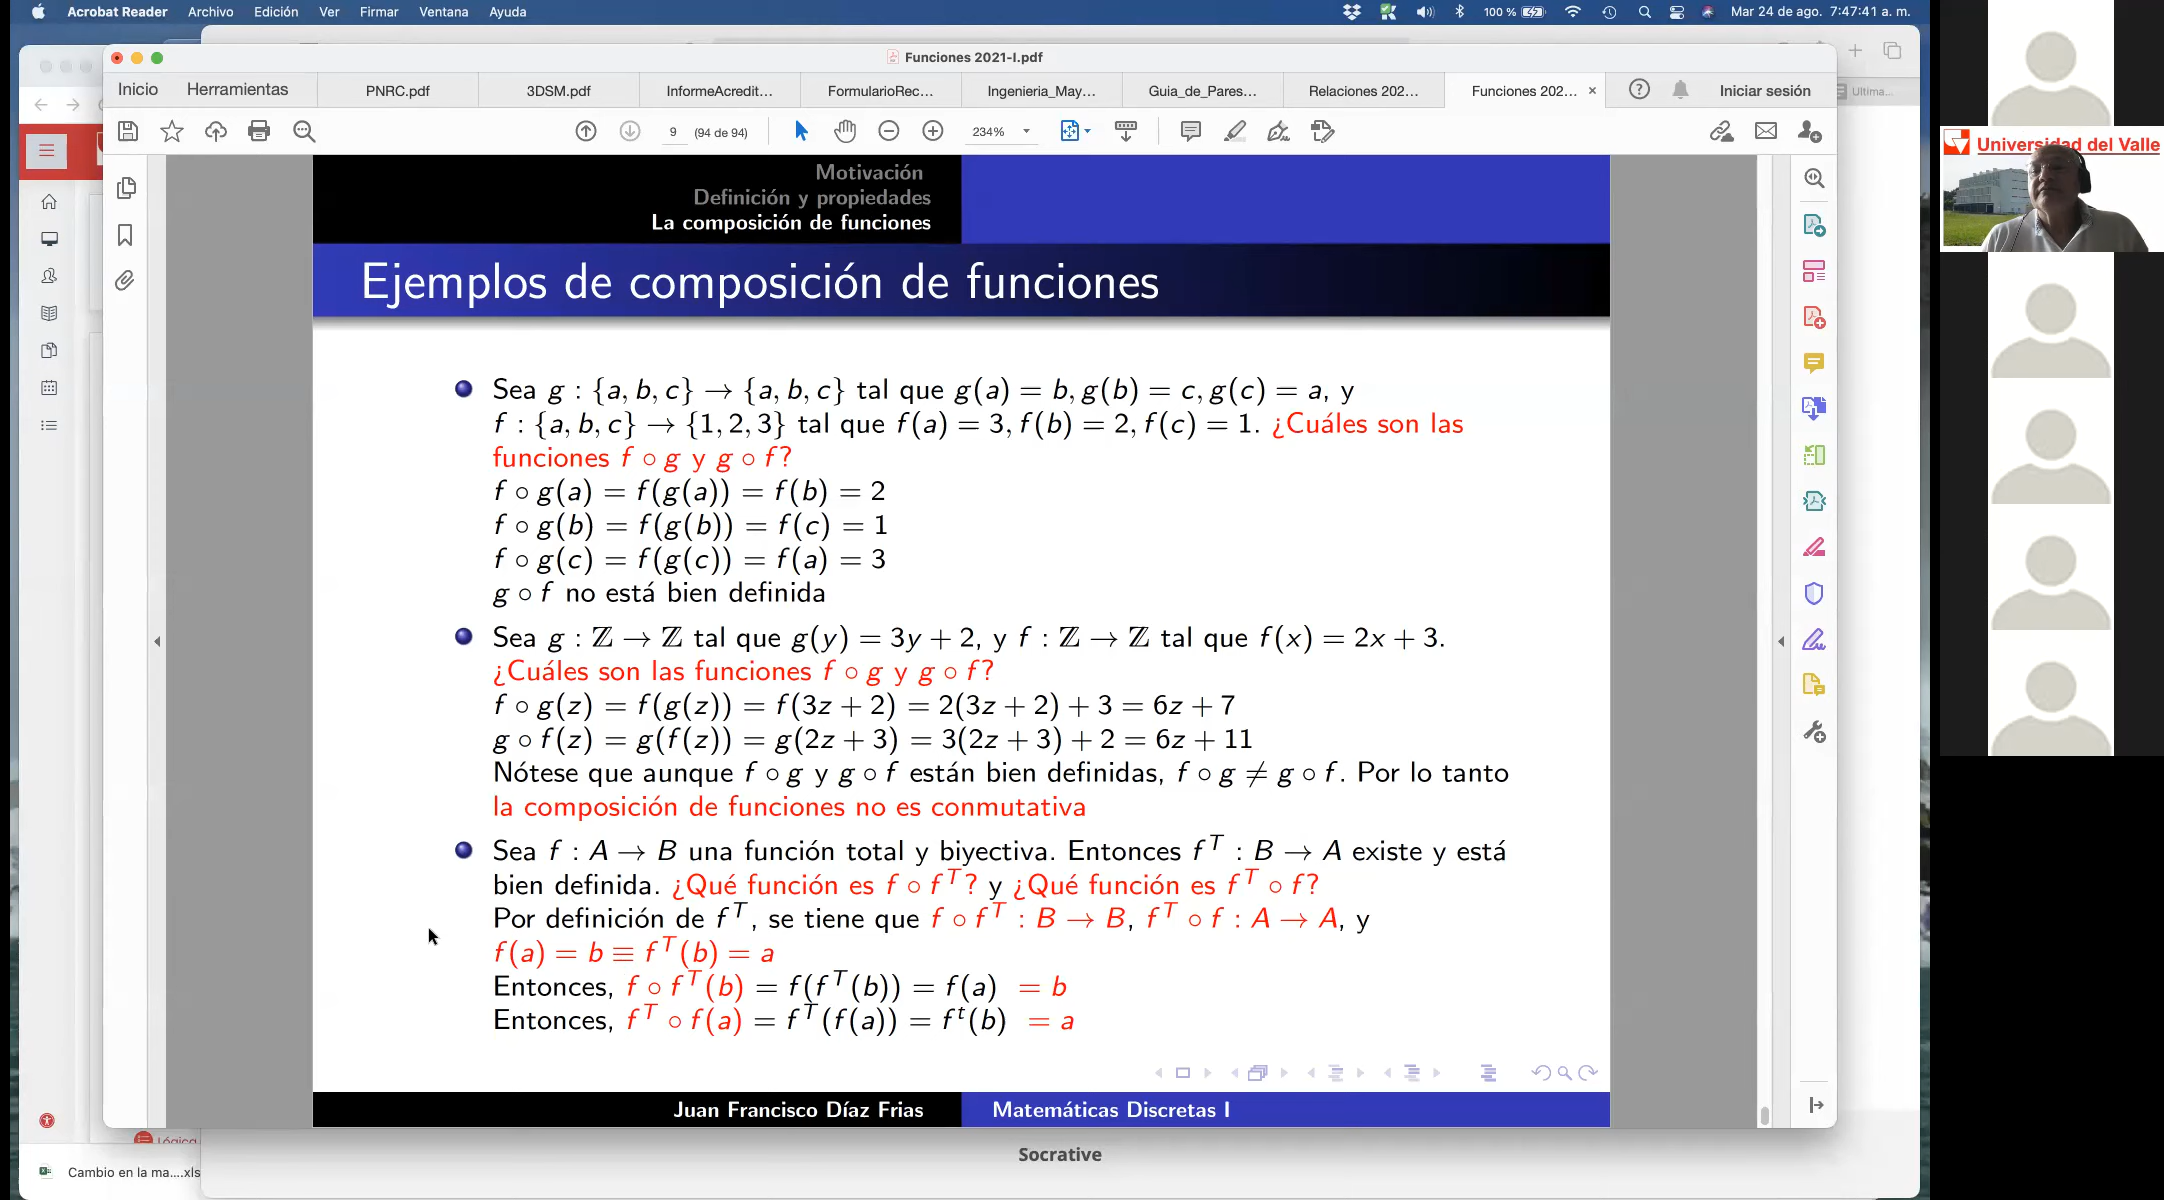 Acrobat Reader Archivo Edición Ver Firmar Ventana Ayuda 100 % Mar 24 de ago. 7:47:41 a. m.
Funciones 2021-I.pdf
Inicio Herramientas PNRC.pdf 3DSM.pdf InformeAcredit... FormularioRec... Ingenieria_May... Guia_de_Pares... Relaciones 202... Funciones 202... × Iniciar sesión
Ultima...
9 (94 de 94) 234%
Universidad del Valle
Motivación
Definición y propiedades
La composición de funciones
Ejemplos de composición de funciones
Sea g : {a, b, c} → {a, b, c} tal que g(a) = b, g(b) = c, g(c) = a, y
f : {a, b, c} → {1, 2, 3} tal que f(a) = 3, f(b) = 2, f(c) = 1. ¿Cuáles son las
funciones f ∘ g y g ∘ f?
f ∘ g(a) = f(g(a)) = f(b) = 2
f ∘ g(b) = f(g(b)) = f(c) = 1
f ∘ g(c) = f(g(c)) = f(a) = 3
g ∘ f no está bien definida
Sea g : ℤ → ℤ tal que g(y) = 3y + 2, y f : ℤ → ℤ tal que f(x) = 2x + 3.
¿Cuáles son las funciones f ∘ g y g ∘ f?
f ∘ g(z) = f(g(z)) = f(3z + 2) = 2(3z + 2) + 3 = 6z + 7
g ∘ f(z) = g(f(z)) = g(2z + 3) = 3(2z + 3) + 2 = 6z + 11
Nótese que aunque f ∘ g y g ∘ f están bien definidas, f ∘ g ≠ g ∘ f. Por lo tanto
la composición de funciones no es conmutativa
Sea f : A → B una función total y biyectiva. Entonces f^T : B → A existe y está
bien definida. ¿Qué función es f ∘ f^T? y ¿Qué función es f^T ∘ f?
Por definición de f^T, se tiene que f ∘ f^T : B → B, f^T ∘ f : A → A, y
f(a) = b ≡ f^T(b) = a
Entonces, f ∘ f^T(b) = f(f^T(b)) = f(a) = b
Entonces, f^T ∘ f(a) = f^T(f(a)) = f^t(b) = a
Juan Francisco Díaz Frias Matemáticas Discretas I
Lógica
Socrative
Cambio en la ma....xls